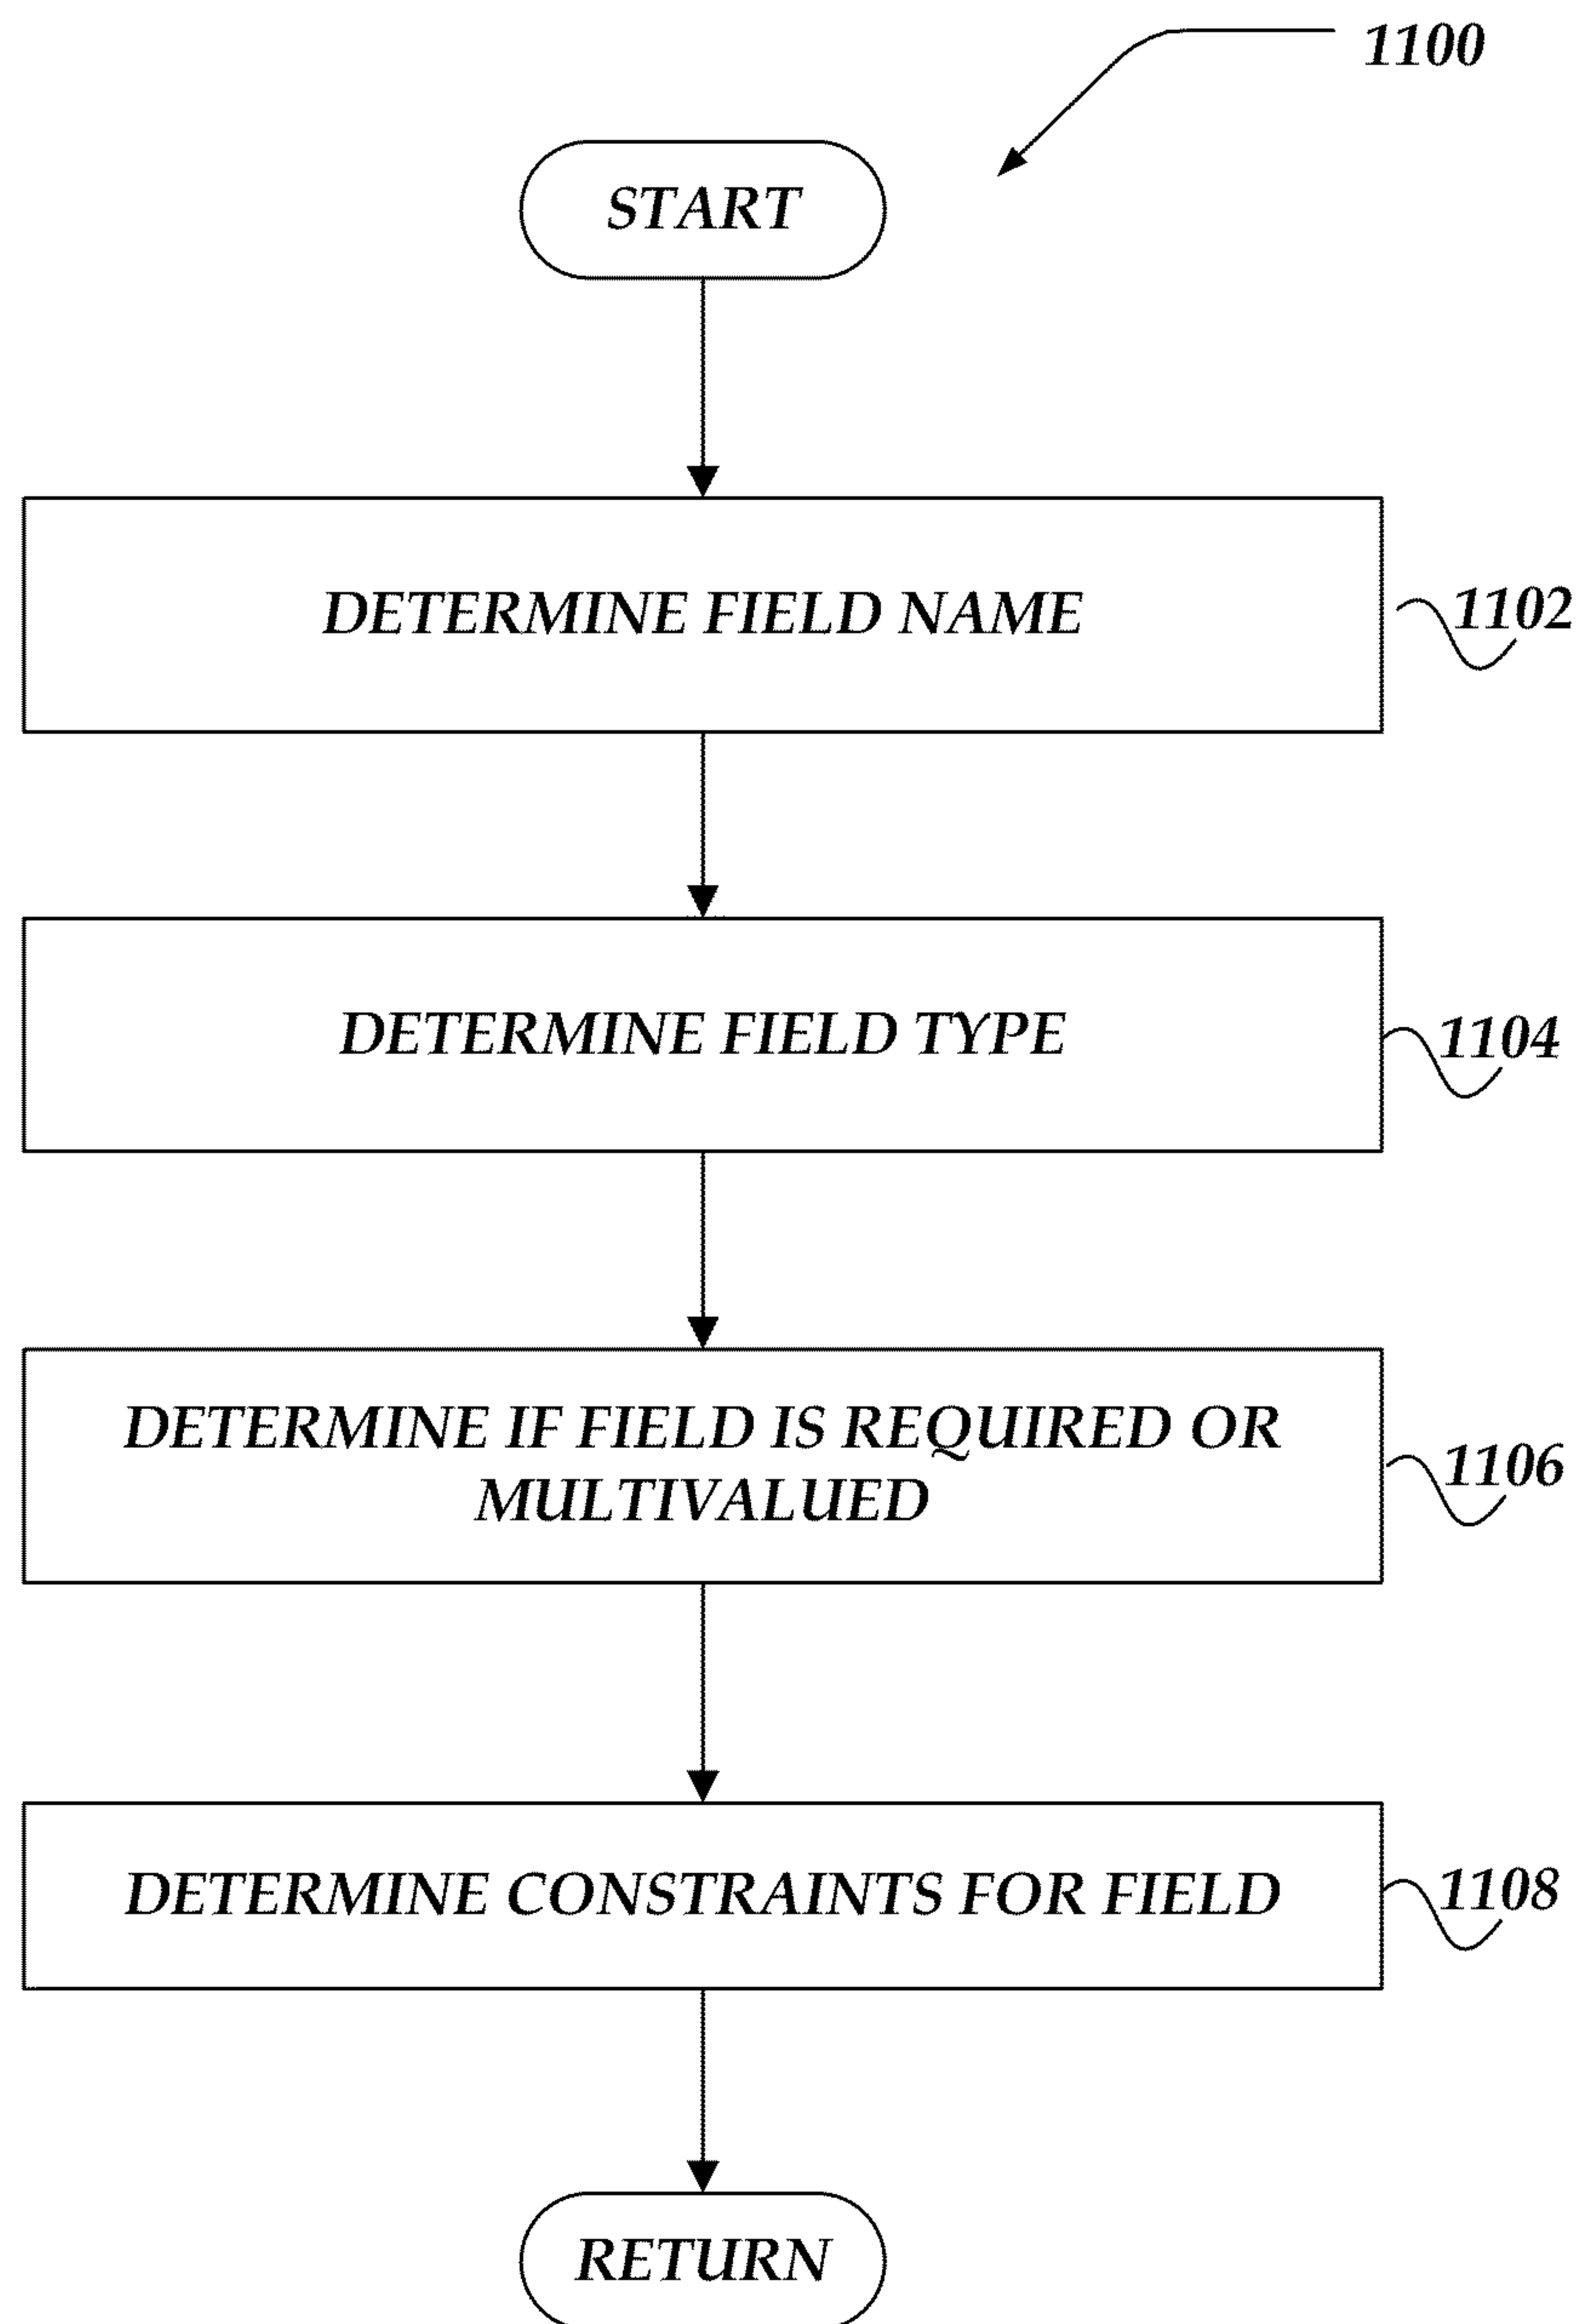 1100
START
DETERMINE FIELD NAME
1102
DETERMINE FIELD TYPE
1104
DETERMINE IF FIELD IS REQUIRED OR
MULTIVALUED
1106
DETERMINE CONSTRAINTS FOR FIELD
1108
RETURN